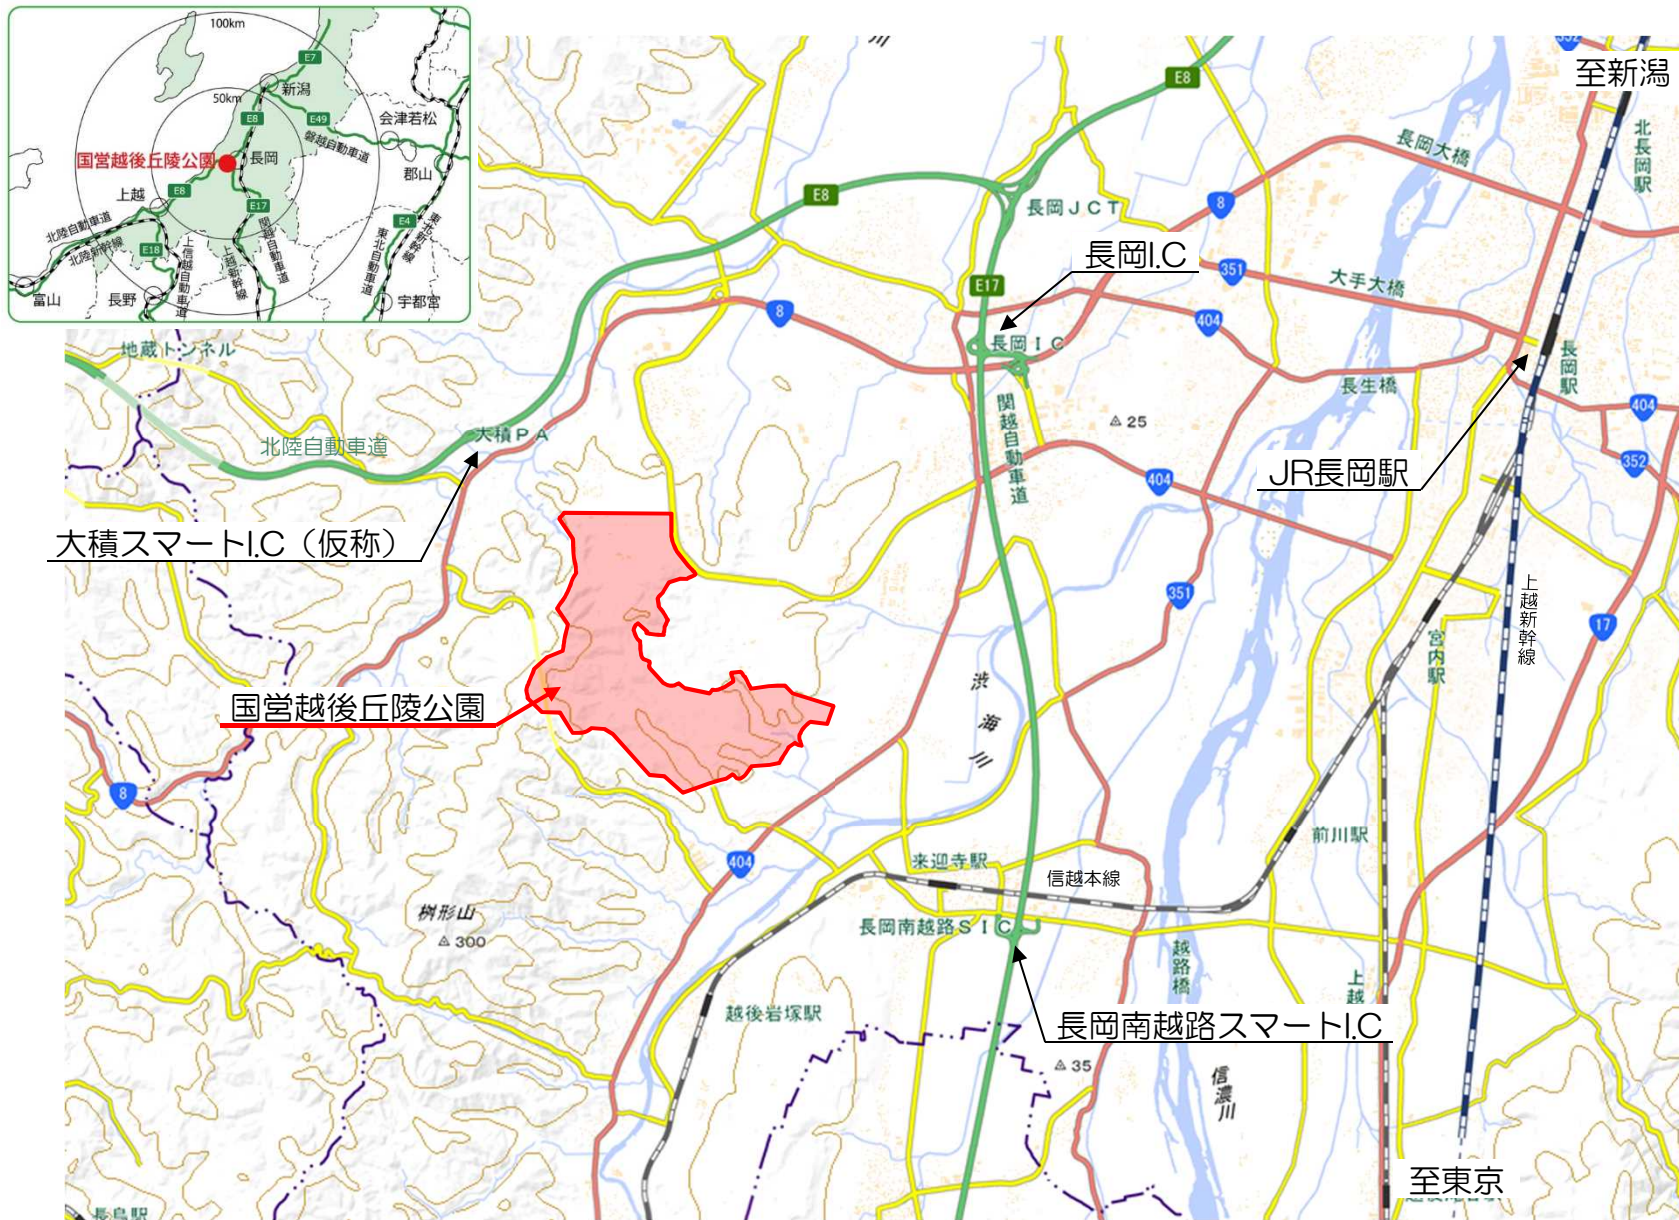 100km
50km
E7
新潟
E8
E49
磐越自動車道
会津若松
国営越後丘陵公園
長岡
郡山
上越
E8
E17
E4
北陸自動車道
北陸新幹線
E18
上信越自動車道
上越新幹線
関越自動車道
東北自動車道
東北新幹線
富山
長野
宇都宮
川
352
至新潟
E8
北長岡駅
長岡大橋
E8
8
長岡JCT
長岡I.C
351
大手大橋
E17
8
404
長岡IC
長岡駅
地蔵トンネル
長生橋
404
関越自動車道
25
北陸自動車道
大積PA
352
JR長岡駅
404
大積スマートI.C(仮称)
351
上越新幹線
17
宮内駅
渋海川
国営越後丘陵公園
8
前川駅
404
来迎寺駅
信越本線
桝形山
300
長岡南越路SIC
越路橋
上越
越後岩塚駅
長岡南越路スマートI.C
35
信濃川
至東京
長鳥駅